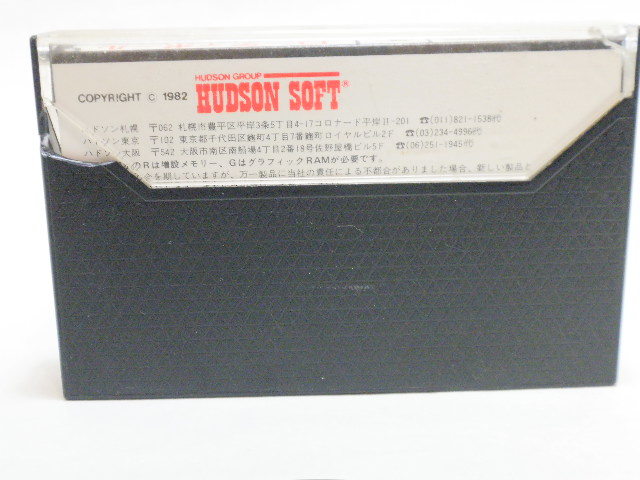 HUDSON GROUP
COPYRIGHT © 1982 HUDSON SOFT®
ハドソン札幌 〒062 札幌市豊平区平岸3条5丁目4-17コロナード平岸II-201 ☎(011)821-1538代
ハドソン東京 〒102 東京都千代田区麹町4丁目7番麹町ロイヤルビル2F ☎(03)234-4996代
ハドソン大阪 〒542 大阪市南区南船場4丁目2番18号佐野屋橋ビル5F ☎(06)251-1945代
のRは増設メモリー、GはグラフィックRAMが必要です。
を期していますが、万一製品に当社の責任による不都合がありました場合、新しい製品と